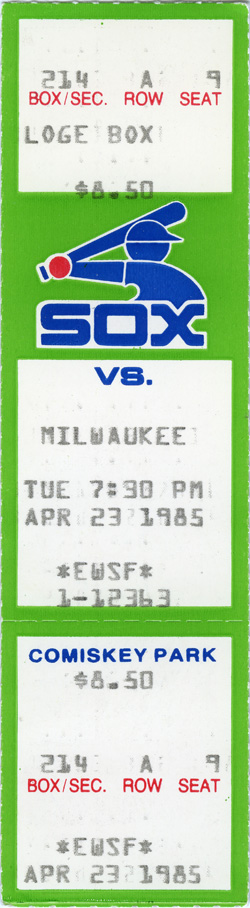 214 A 9
BOX/SEC. ROW SEAT
LOGE BOX
$8.50
SOX
VS.
MILWAUKEE
TUE 7:30 PM
APR 23 1985
*EWSF*
1-12363
COMISKEY PARK
$8.50
214 A 9
BOX/SEC. ROW SEAT
*EWSF*
APR 23 1985